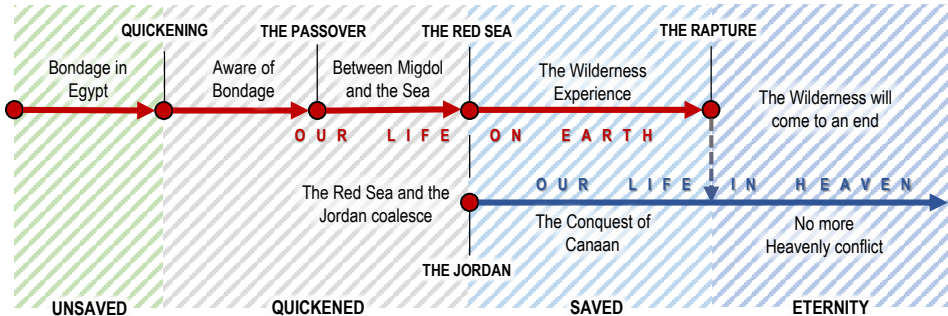 QUICKENING
THE PASSOVER
THE RED SEA
THE RAPTURE
Bondage in
Egypt
Aware of
Bondage
Between Migdol
and the Sea
The Wilderness
Experience
The Wilderness will
come to an end
OUR LIFE ON EARTH
OUR LIFE IN HEAVEN
The Red Sea and the
Jordan coalesce
The Conquest of
Canaan
No more
Heavenly conflict
THE JORDAN
UNSAVED
QUICKENED
SAVED
ETERNITY